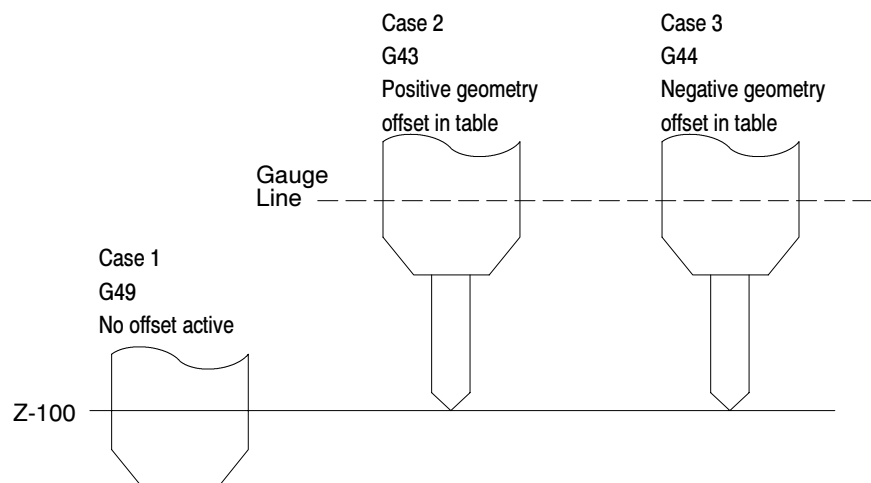 Case 2
G43
Positive geometry
offset in table
Case 3
G44
Negative geometry
offset in table
Gauge
Line
Case 1
G49
No offset active
Z-100